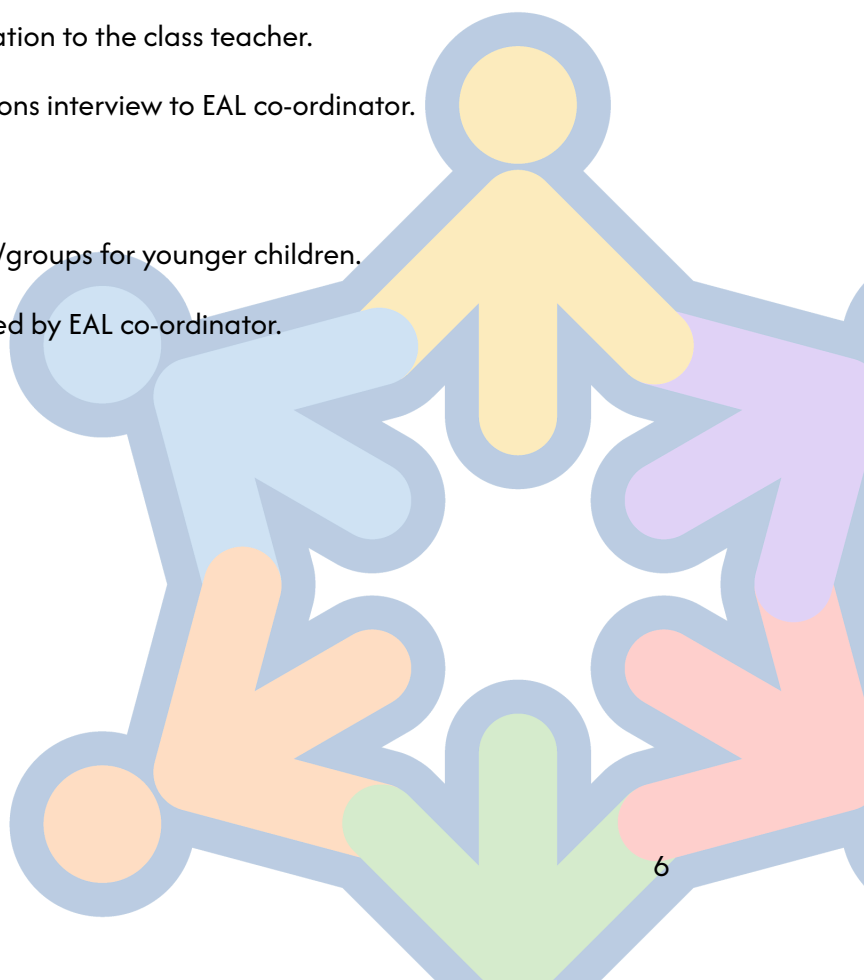 ation to the class teacher.
ons interview to EAL co-ordinator.
/groups for younger children.
ed by EAL co-ordinator.
6